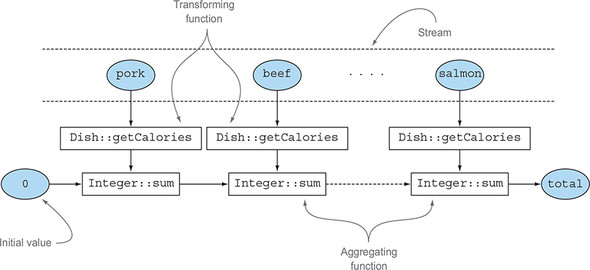 Transforming
function
Stream
pork
beef
. . . .
salmon
Dish::getCalories
Dish::getCalories
Dish::getCalories
0
Integer::sum
Integer::sum
Integer::sum
total
Initial value
Aggregating
function